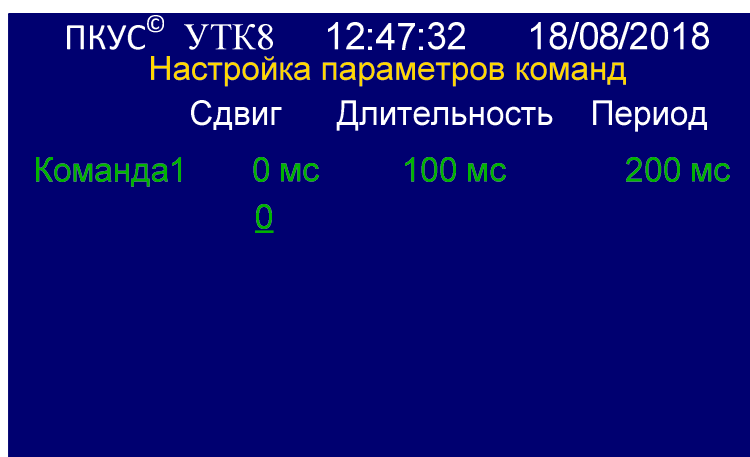 ПКУС© УТК8 12:47:32 18/08/2018
Настройка параметров команд
Сдвиг Длительность Период
Команда1 0 мс 100 мс 200 мс
0